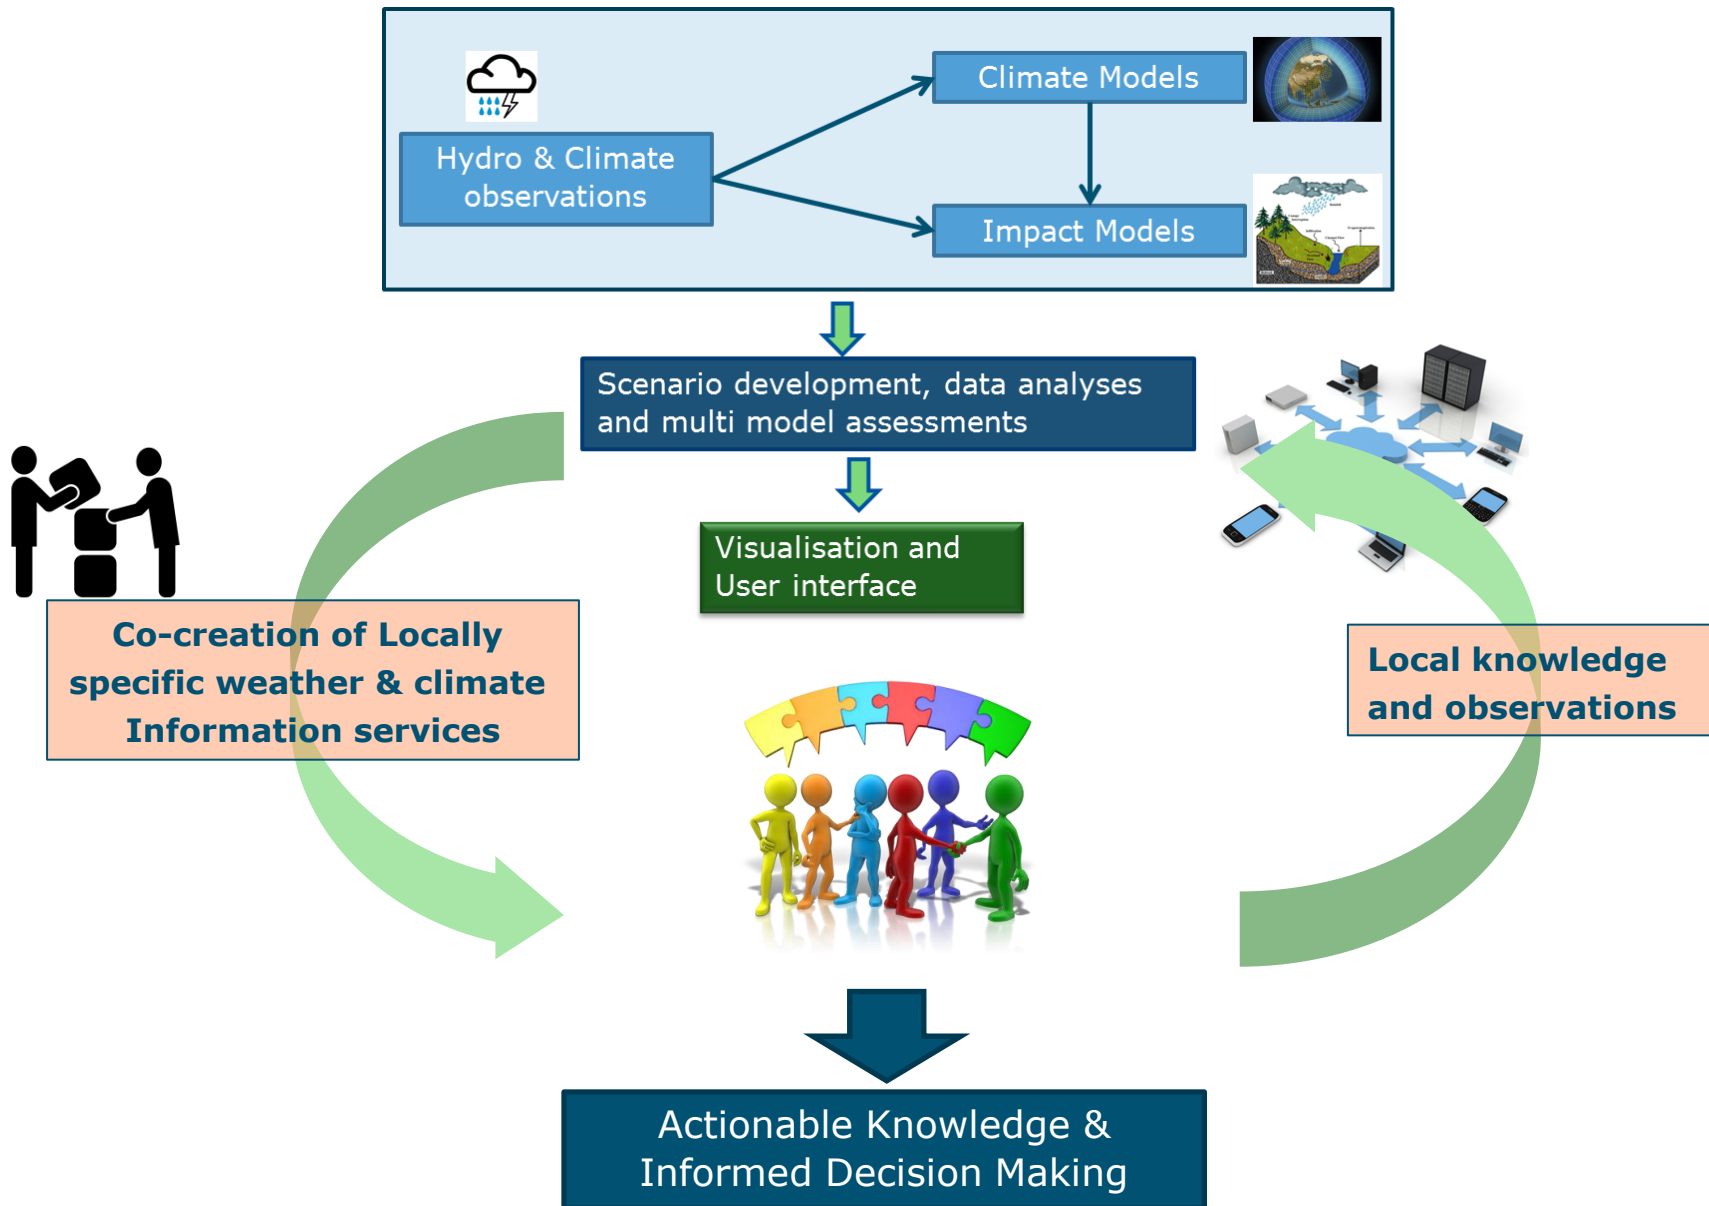 Climate Models
Hydro & Climate
observations
Impact Models
Scenario development, data analyses
and multi model assessments
Visualisation and
User interface
Co-creation of Locally
specific weather & climate
Information services
Local knowledge
and observations
Actionable Knowledge &
Informed Decision Making